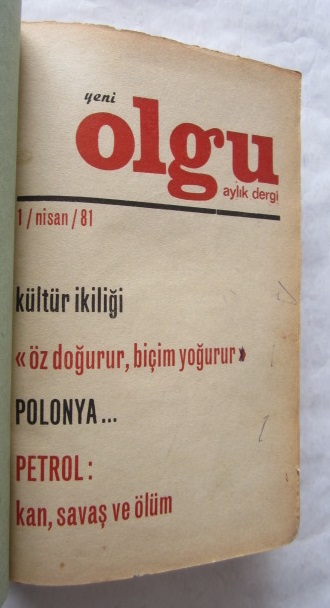 yeni
olgu
aylık dergi
1/nisan/81
kültür ikiliği
«öz doğurur, biçim yoğurur»
POLONYA...
PETROL:
kan, savaş ve ölüm